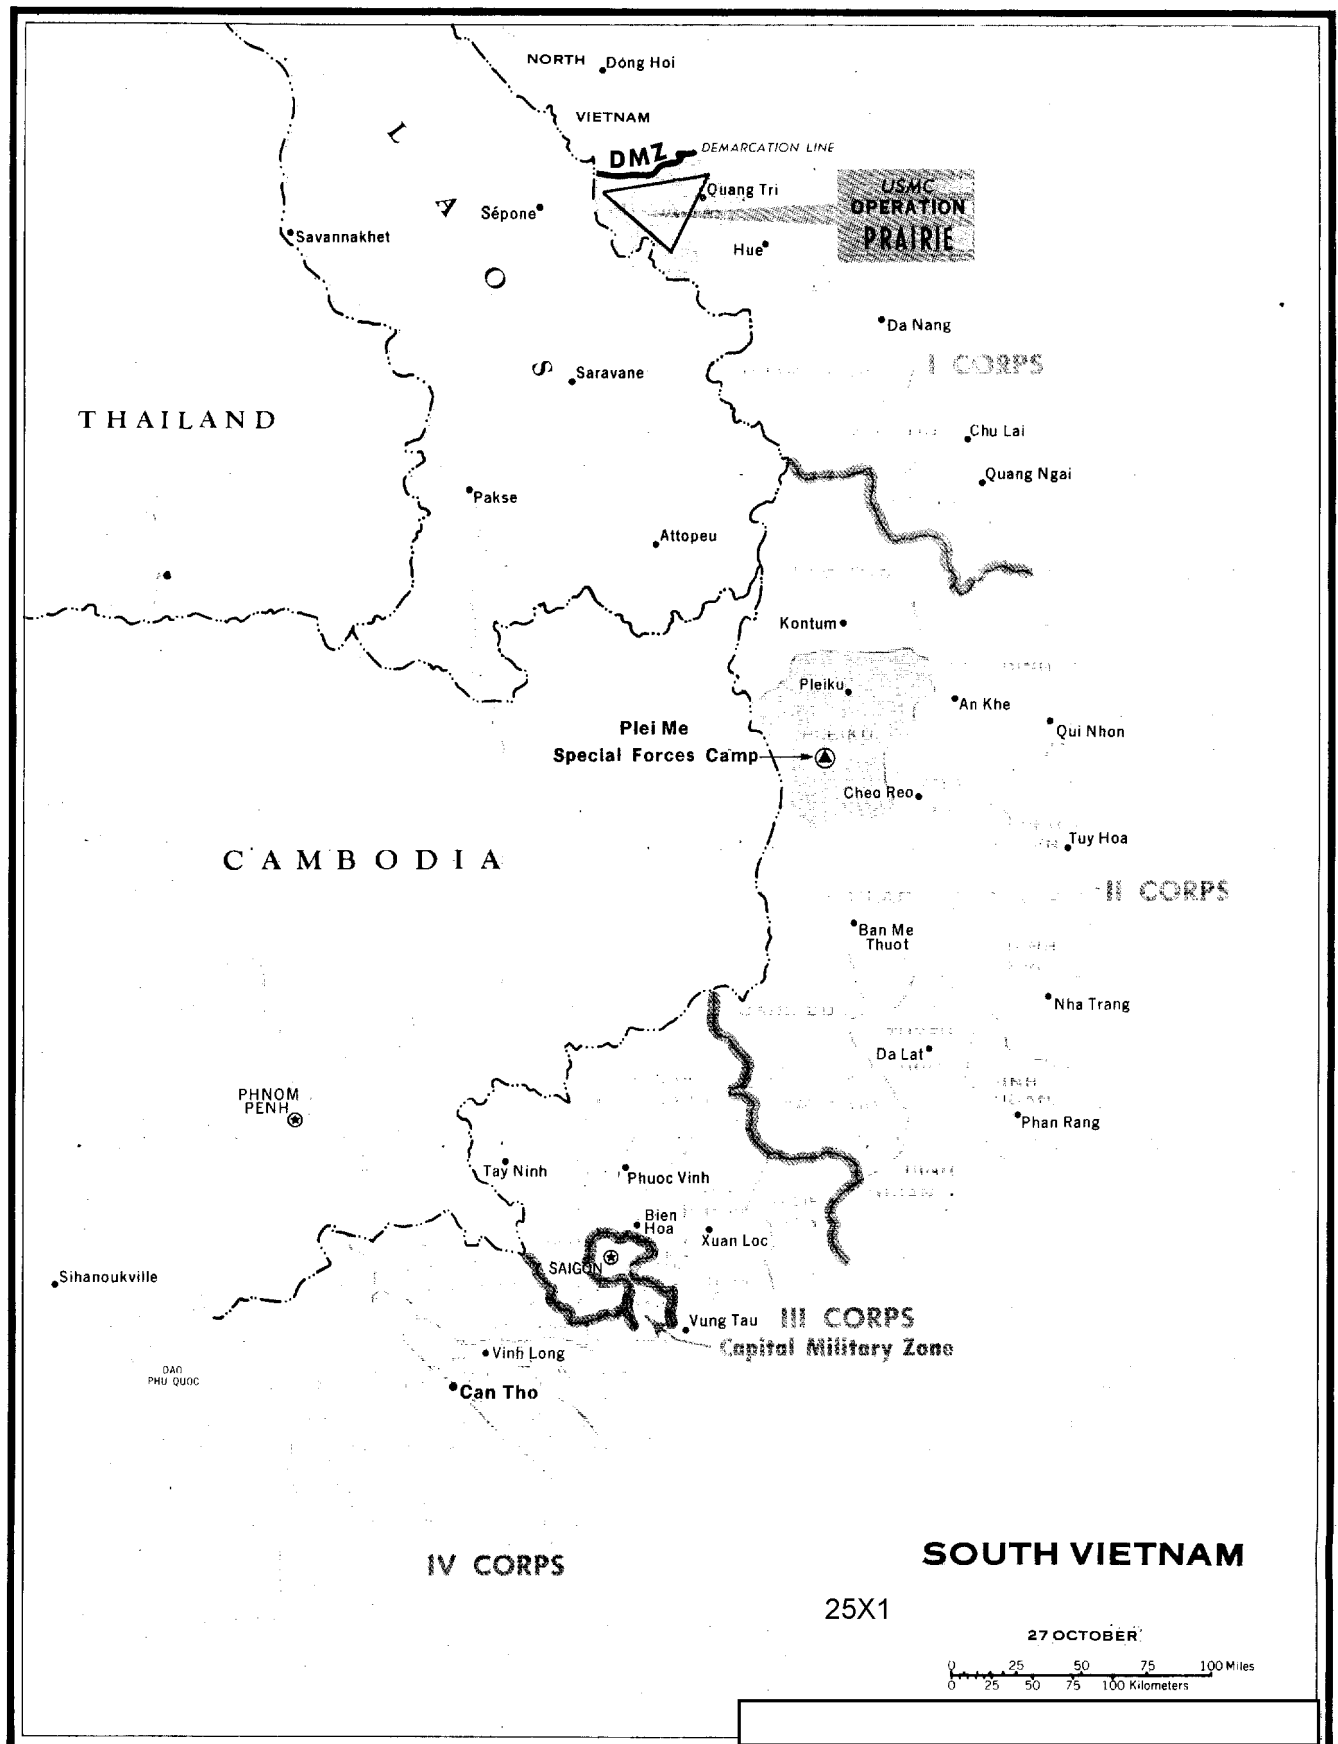 NORTH
Dong Hoi
VIETNAM
DMZ
DEMARCATION LINE
L A O S
Quang Tri
USMC
OPERATION
PRAIRIE
Sépone
Savannakhet
Hue
Da Nang
I CORPS
Saravane
THAILAND
Chu Lai
Quang Ngai
Pakse
Attopeu
Kontum
Pleiku
An Khe
Qui Nhon
Plei Me
Special Forces Camp
PLEIKU
Cheo Reo
Tuy Hoa
CAMBODIA
II CORPS
Ban Me
Thuot
Nha Trang
Da Lat
PHNOM
PENH
Phan Rang
Tay Ninh
Phuoc Vinh
Bien
Hoa
Xuan Loc
SAIGON
Sihanoukville
Vung Tau
III CORPS
Capital Military Zone
Vinh Long
DAO
PHU QUOC
Can Tho
IV CORPS
SOUTH VIETNAM
25X1
27 OCTOBER
0 25 50 75 100 Miles
0 25 50 75 100 Kilometers